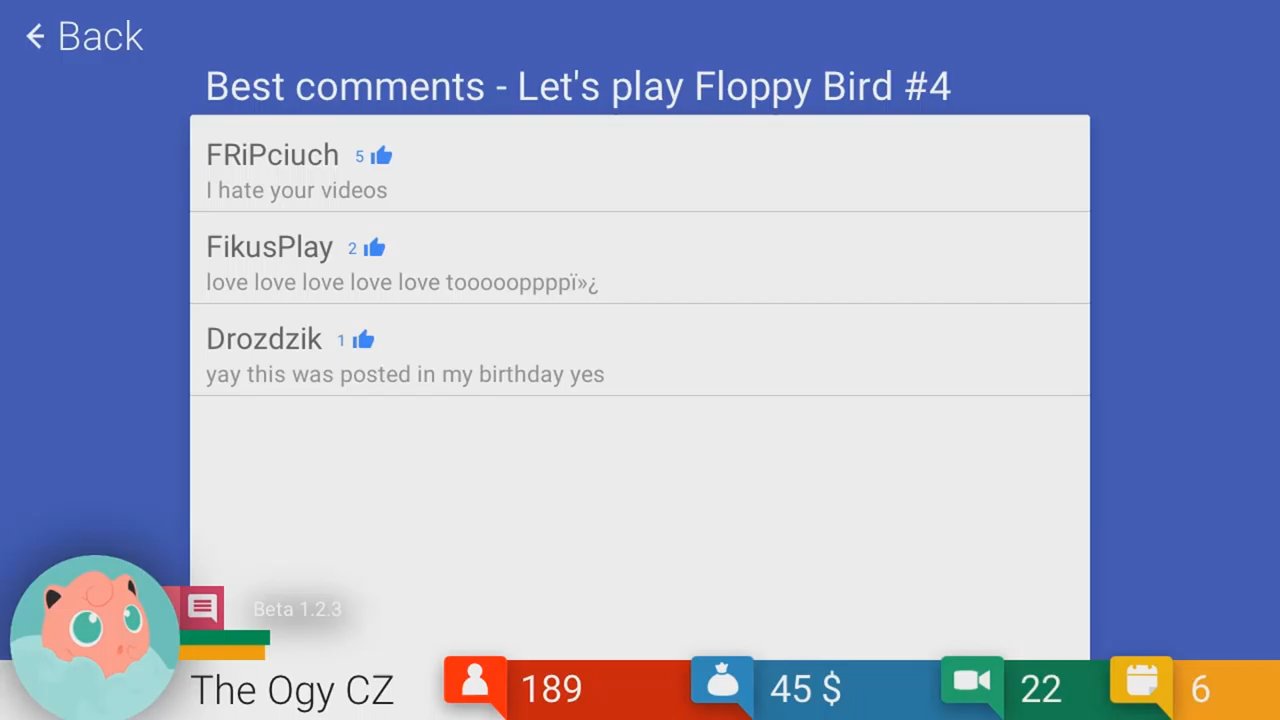 Back
Best comments - Let's play Floppy Bird #4
FRiPciuch 5
I hate your videos
FikusPlay 2
love love love love love toooooppppï»¿
Drozdzik 1
yay this was posted in my birthday yes
Beta 1.2.3
The Ogy CZ 189 45 $ 22 6